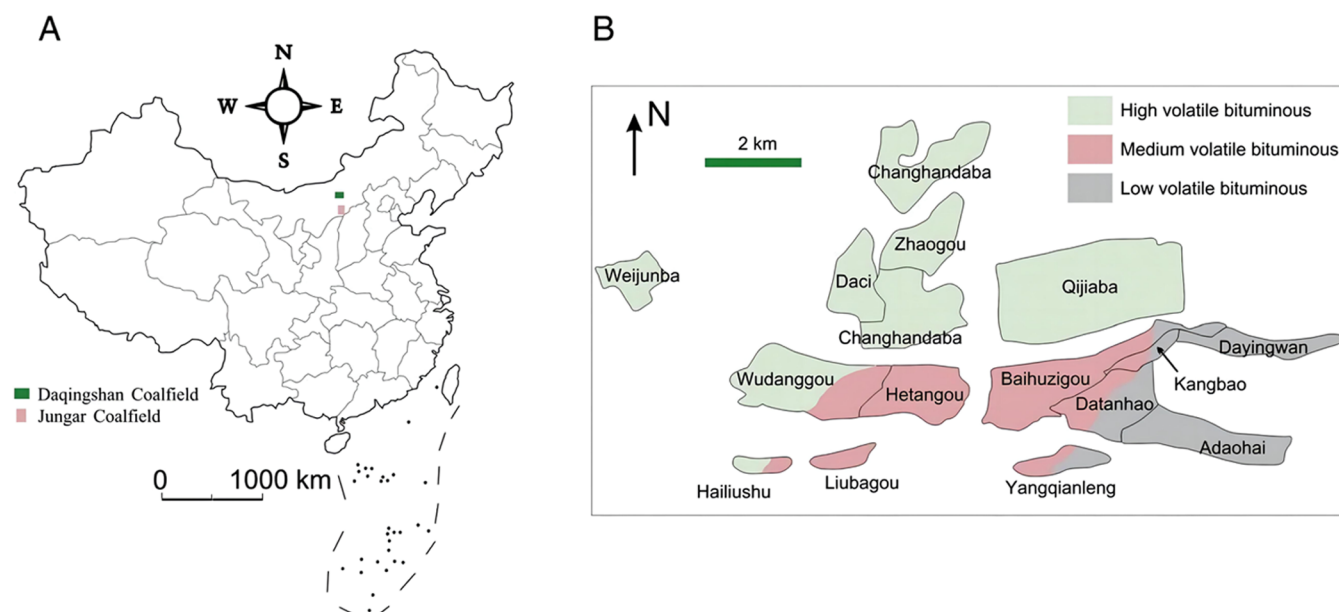 A
N
W E
S
Daqingshan Coalfield
Jungar Coalfield
0 1000 km
B
N
2 km
High volatile bituminous
Medium volatile bituminous
Low volatile bituminous
Changhandaba
Zhaogou
Weijunba
Daci
Qijiaba
Changhandaba
Dayingwan
Wudanggou
Hetangou
Baihuzigou
Kangbao
Datanhao
Adaohai
Hailiushu
Liubagou
Yangqianleng